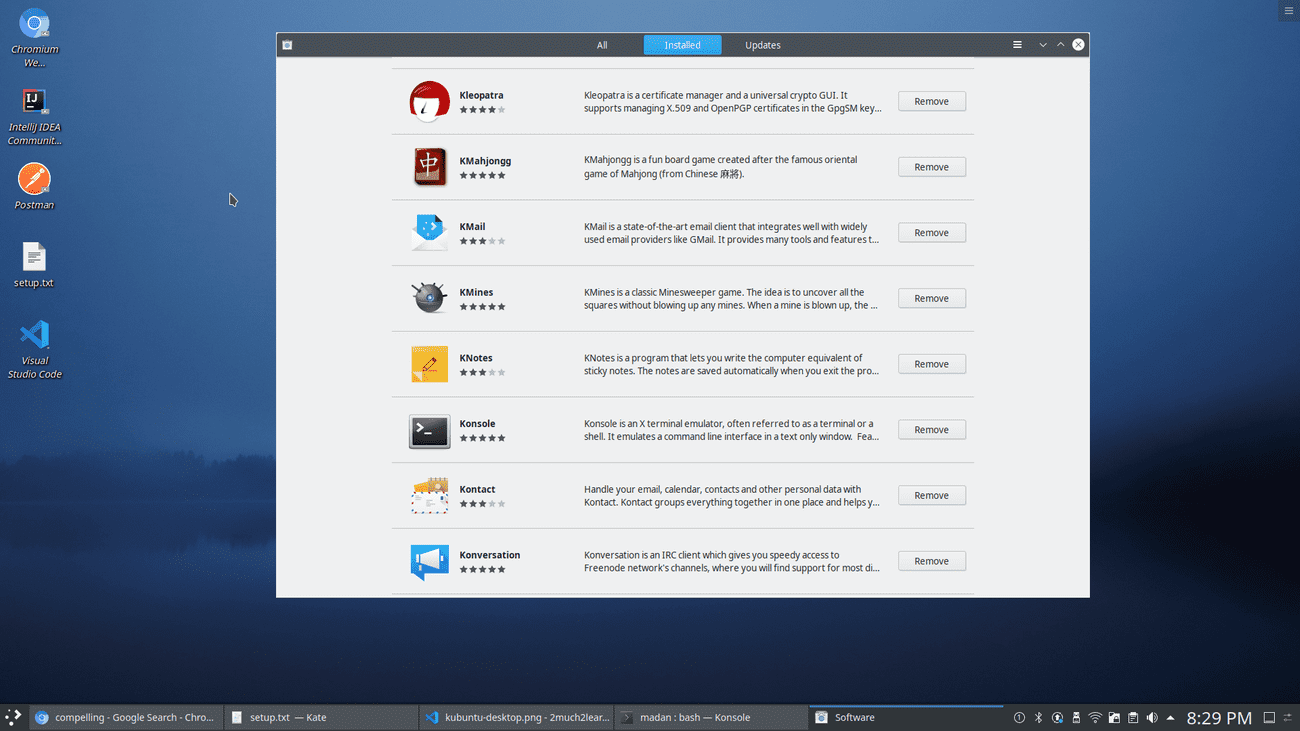 Chromium
We...
IntelliJ IDEA
Communit...
Postman
setup.txt
Visual
Studio Code
All
Installed
Updates
Kleopatra
Kleopatra is a certificate manager and a universal crypto GUI. It
supports managing X.509 and OpenPGP certificates in the GpgSM key...
Remove
KMahjongg
KMahjongg is a fun board game created after the famous oriental
game of Mahjong (from Chinese 麻將).
Remove
KMail
KMail is a state-of-the-art email client that integrates well with widely
used email providers like GMail. It provides many tools and features t...
Remove
KMines
KMines is a classic Minesweeper game. The idea is to uncover all the
squares without blowing up any mines. When a mine is blown up, the ...
Remove
KNotes
KNotes is a program that lets you write the computer equivalent of
sticky notes. The notes are saved automatically when you exit the pro...
Remove
Konsole
Konsole is an X terminal emulator, often referred to as a terminal or a
shell. It emulates a command line interface in a text only window. Fea...
Remove
Kontact
Handle your email, calendar, contacts and other personal data with
Kontact. Kontact groups everything together in one place and helps y...
Remove
Konversation
Konversation is an IRC client which gives you speedy access to
Freenode network's channels, where you will find support for most di...
Remove
compelling - Google Search - Chro...
setup.txt — Kate
kubuntu-desktop.png - 2much2lear...
madan : bash — Konsole
Software
8:29 PM